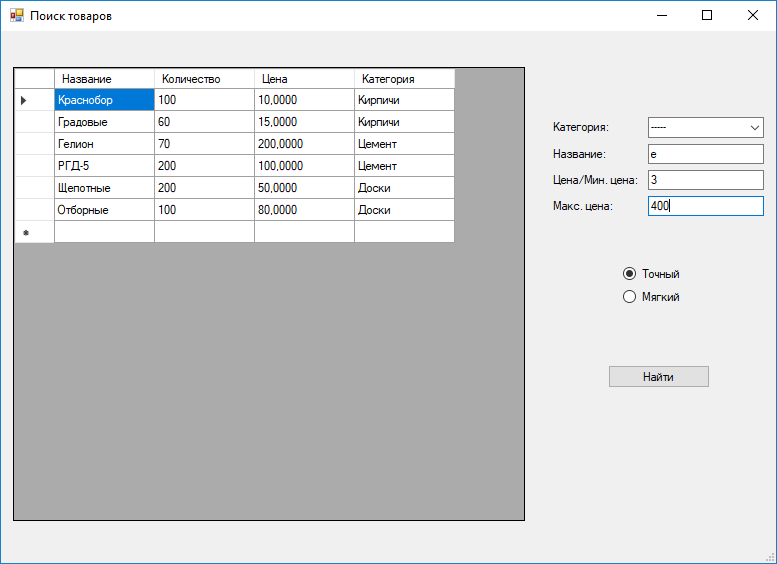 Поиск товаров
Название Количество Цена Категория
Краснобор 100 10,0000 Кирпичи
Градовые 60 15,0000 Кирпичи
Гелион 70 200,0000 Цемент
РГД-5 200 100,0000 Цемент
Щепотные 200 50,0000 Доски
Отборные 100 80,0000 Доски
Категория: -----
Название: е
Цена/Мин. цена: 3
Макс. цена: 400
Точный
Мягкий
Найти